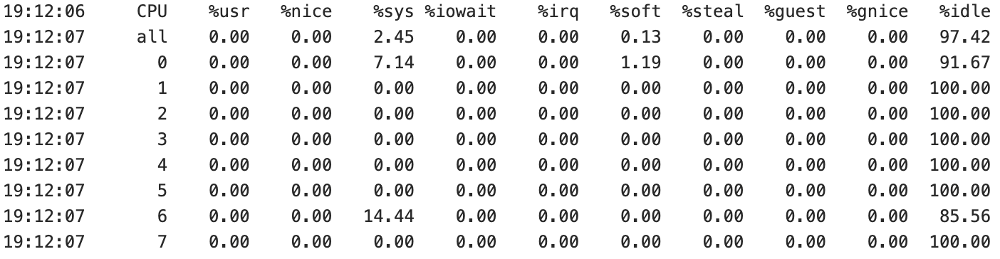 19:12:06 CPU %usr %nice %sys %iowait %irq %soft %steal %guest %gnice %idle
19:12:07 all 0.00 0.00 2.45 0.00 0.00 0.13 0.00 0.00 0.00 97.42
19:12:07 0 0.00 0.00 7.14 0.00 0.00 1.19 0.00 0.00 0.00 91.67
19:12:07 1 0.00 0.00 0.00 0.00 0.00 0.00 0.00 0.00 0.00 100.00
19:12:07 2 0.00 0.00 0.00 0.00 0.00 0.00 0.00 0.00 0.00 100.00
19:12:07 3 0.00 0.00 0.00 0.00 0.00 0.00 0.00 0.00 0.00 100.00
19:12:07 4 0.00 0.00 0.00 0.00 0.00 0.00 0.00 0.00 0.00 100.00
19:12:07 5 0.00 0.00 0.00 0.00 0.00 0.00 0.00 0.00 0.00 100.00
19:12:07 6 0.00 0.00 14.44 0.00 0.00 0.00 0.00 0.00 0.00 85.56
19:12:07 7 0.00 0.00 0.00 0.00 0.00 0.00 0.00 0.00 0.00 100.00